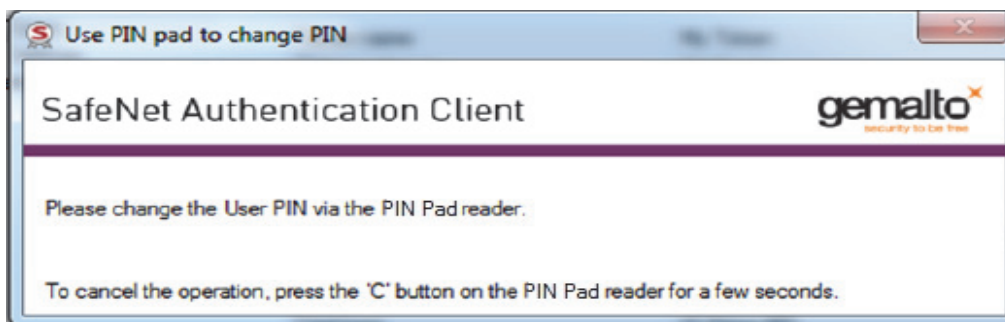 Use PIN pad to change PIN
SafeNet Authentication Client
gemalto
security to be free
Please change the User PIN via the PIN Pad reader.
To cancel the operation, press the 'C' button on the PIN Pad reader for a few seconds.